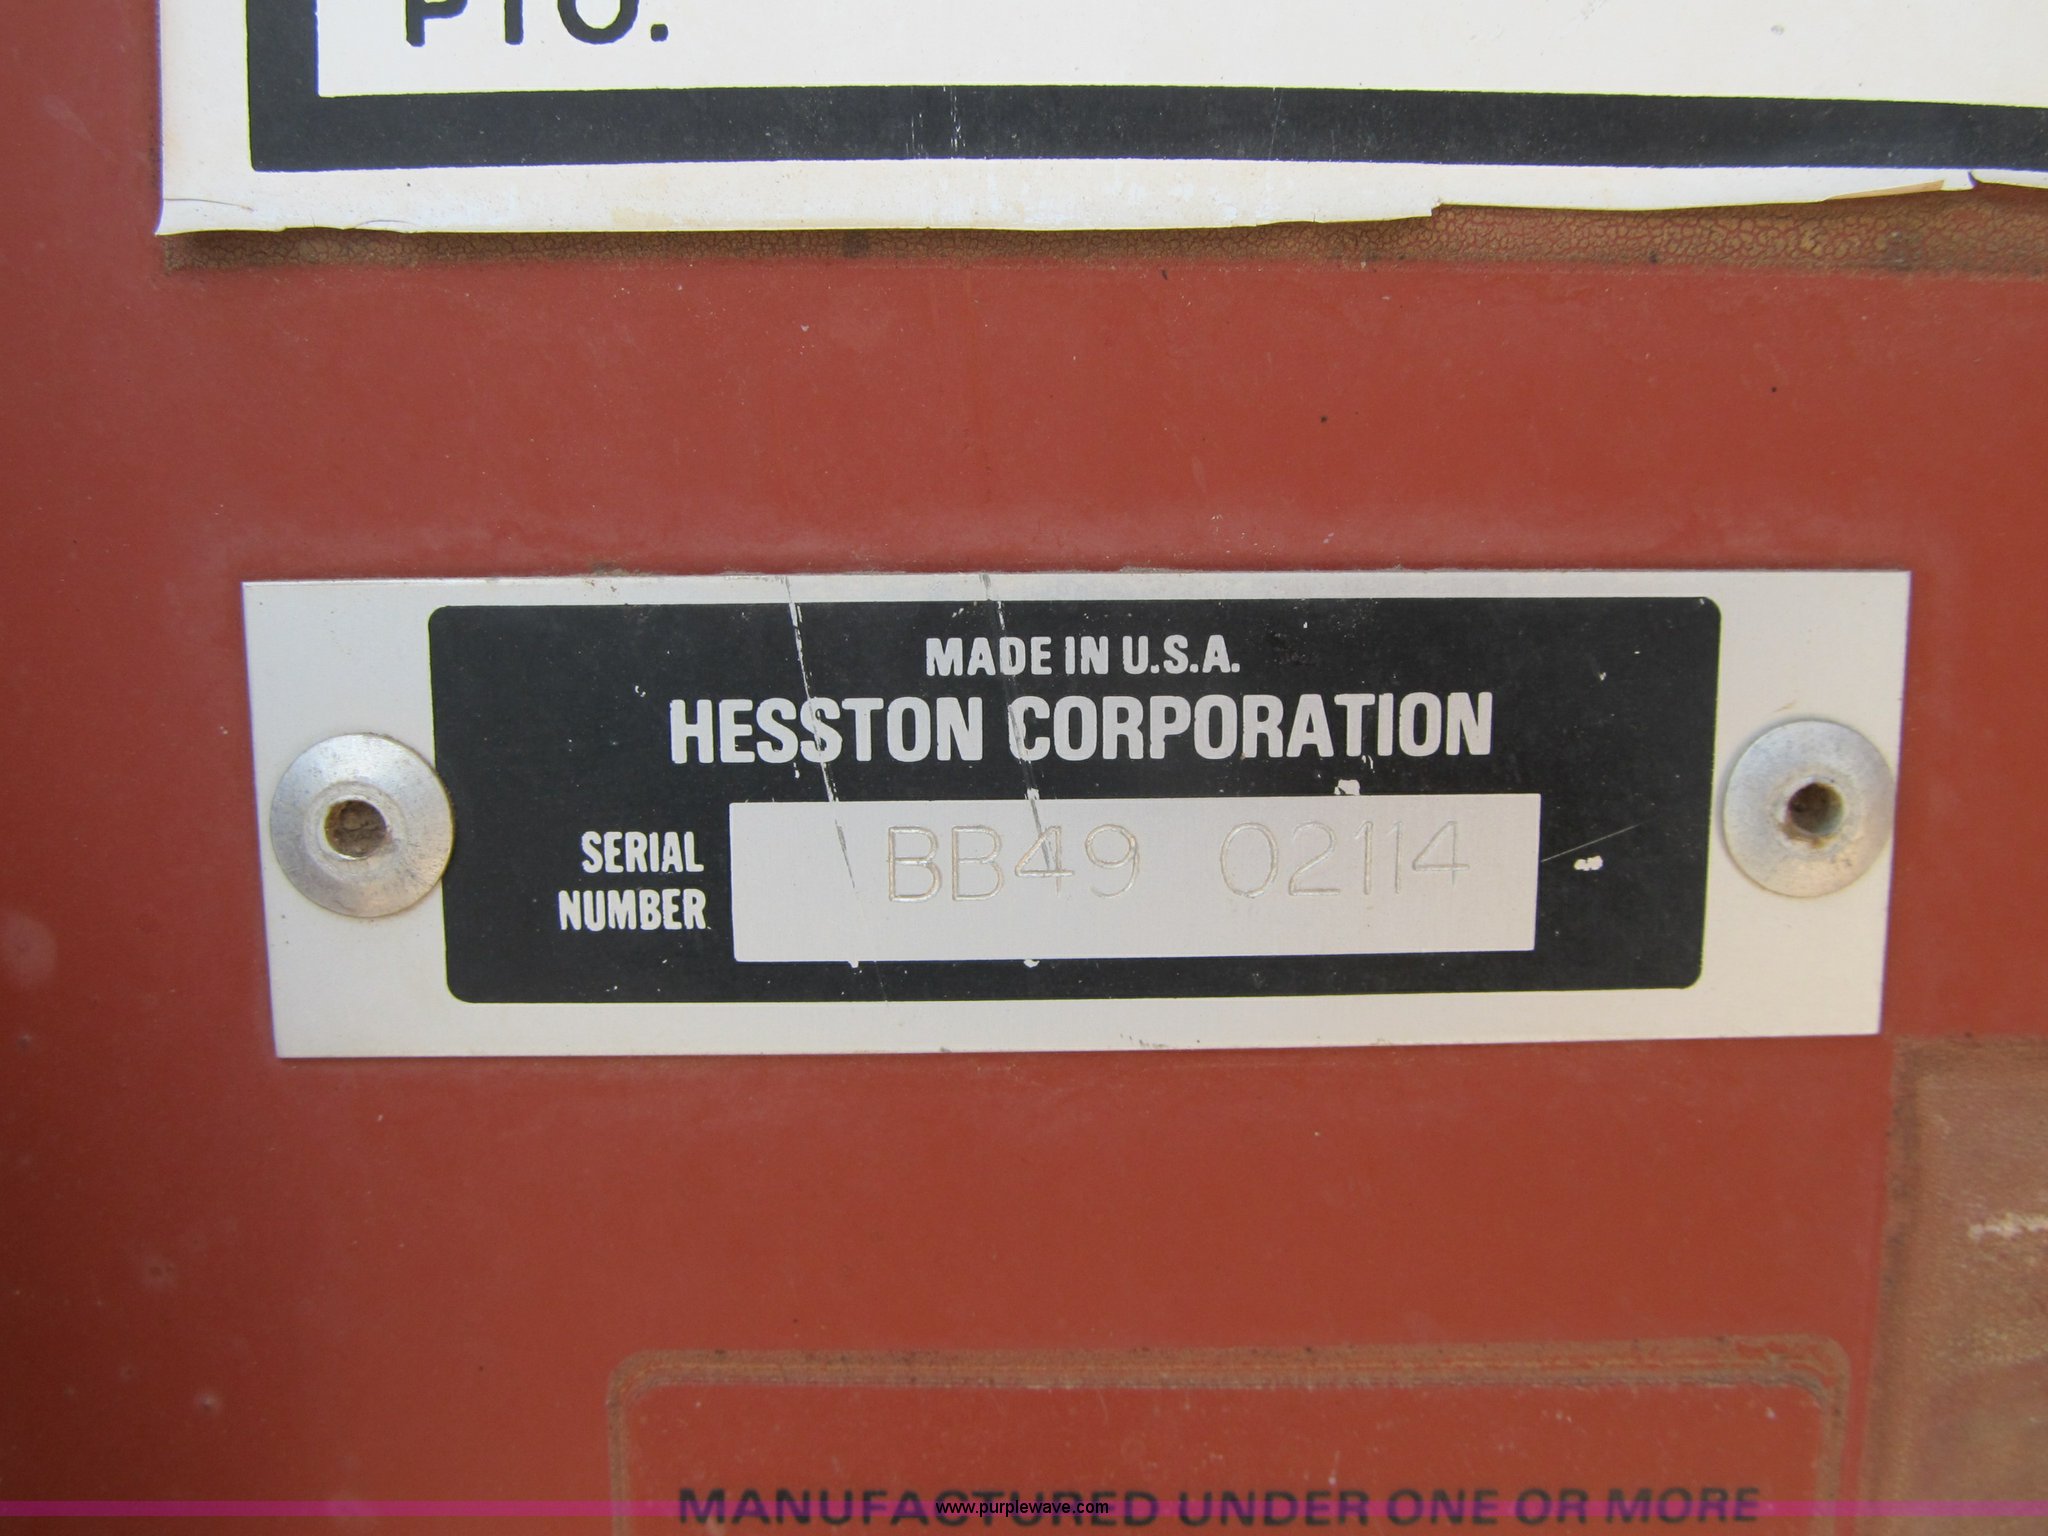 PTO.
MADE IN U.S.A.
HESSTON CORPORATION
SERIAL
NUMBER
BB49 02114
MANUFACTURED UNDER ONE OR MORE
www.purplewave.com